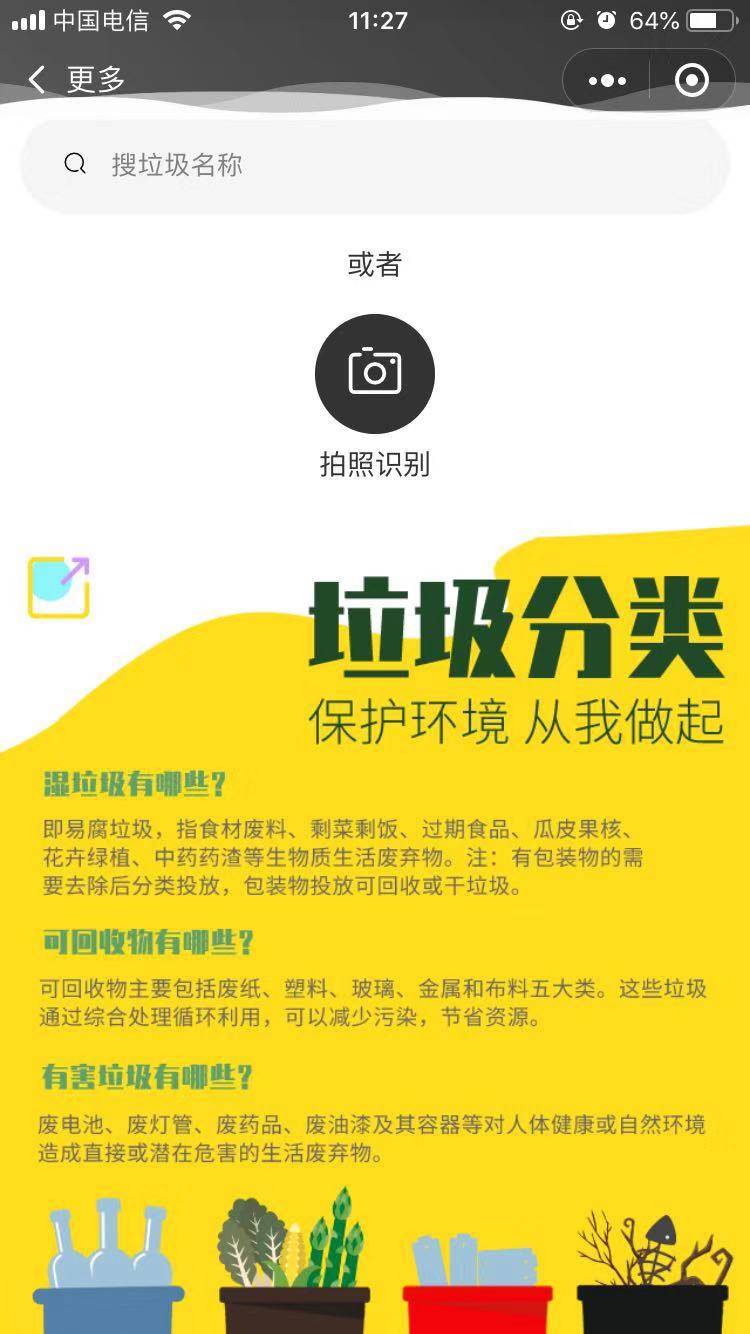 中国电信
11:27
64%
更多
搜垃圾名称
或者
拍照识别
垃圾分类
保护环境 从我做起
湿垃圾有哪些?
即易腐垃圾，指食材废料、剩菜剩饭、过期食品、瓜皮果核、
花卉绿植、中药药渣等生物质生活废弃物。注：有包装物的需
要去除后分类投放，包装物投放可回收或干垃圾。
可回收物有哪些?
可回收物主要包括废纸、塑料、玻璃、金属和布料五大类。这些垃圾
通过综合处理循环利用，可以减少污染，节省资源。
有害垃圾有哪些?
废电池、废灯管、废药品、废油漆及其容器等对人体健康或自然环境
造成直接或潜在危害的生活废弃物。